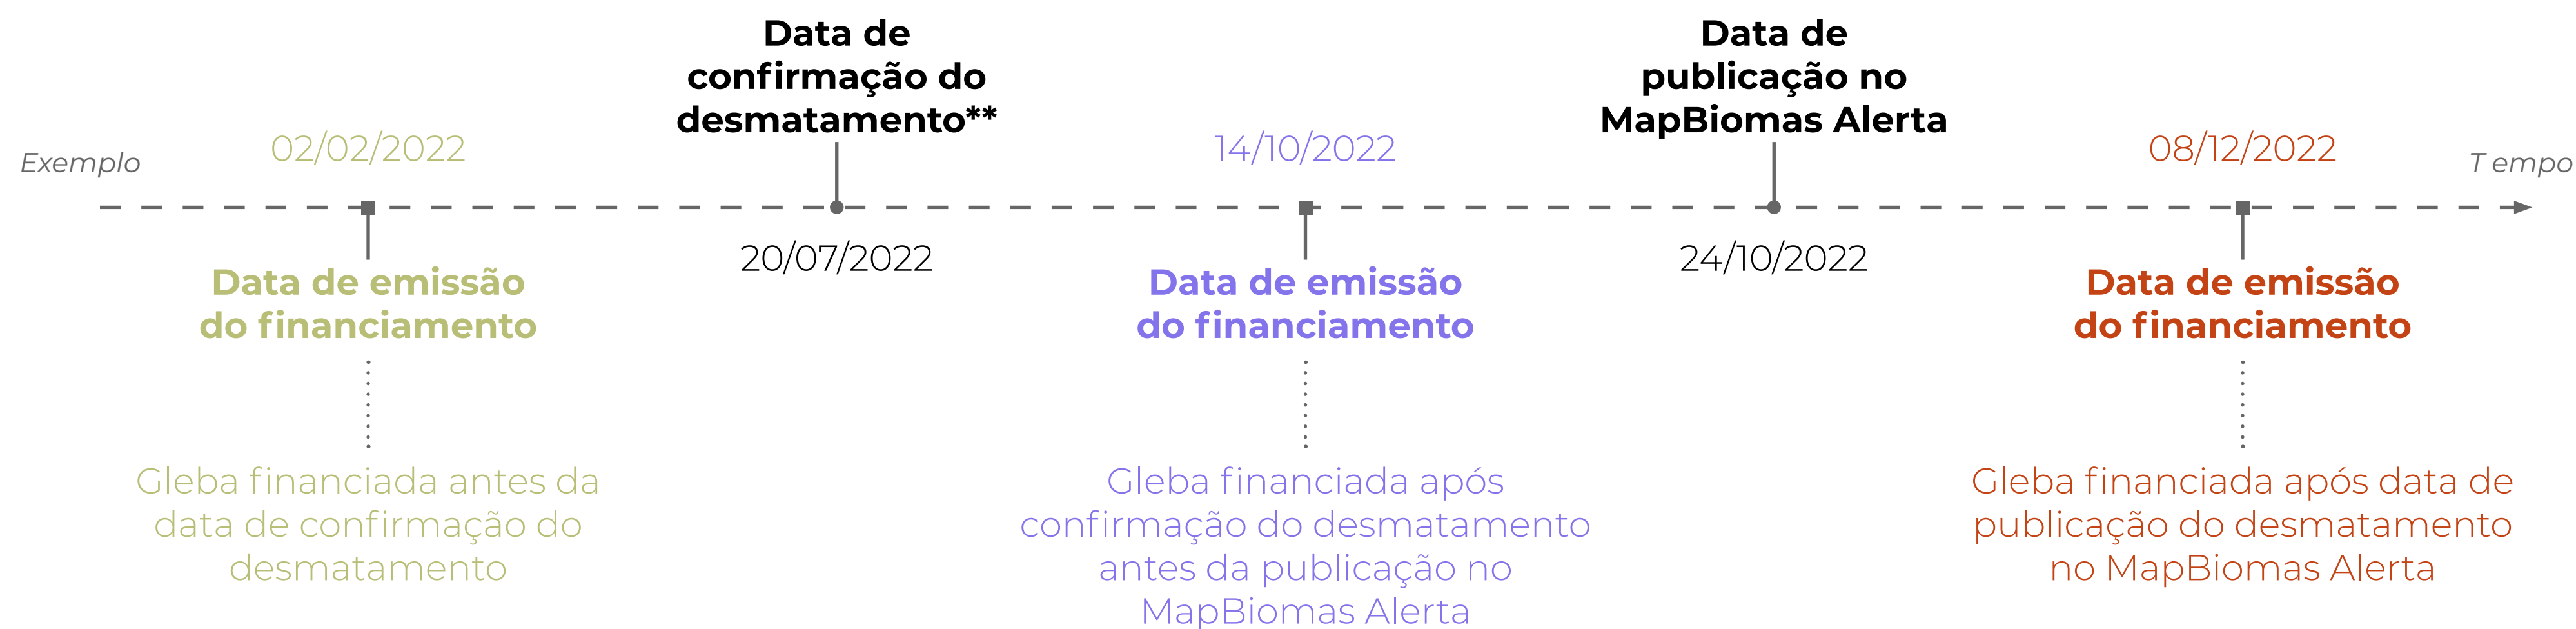 Exemplo
02/02/2022
Data de emissão
do financiamento
Gleba financiada antes da
data de confirmação do
desmatamento
Data de
confirmação do
desmatamento**
20/07/2022
14/10/2022
Data de emissão
do financiamento
Gleba financiada após
confirmação do desmatamento
antes da publicação no
MapBiomas Alerta
Data de
publicação no
MapBiomas Alerta
24/10/2022
08/12/2022
Data de emissão
do financiamento
Gleba financiada após data de
publicação do desmatamento
no MapBiomas Alerta
T empo